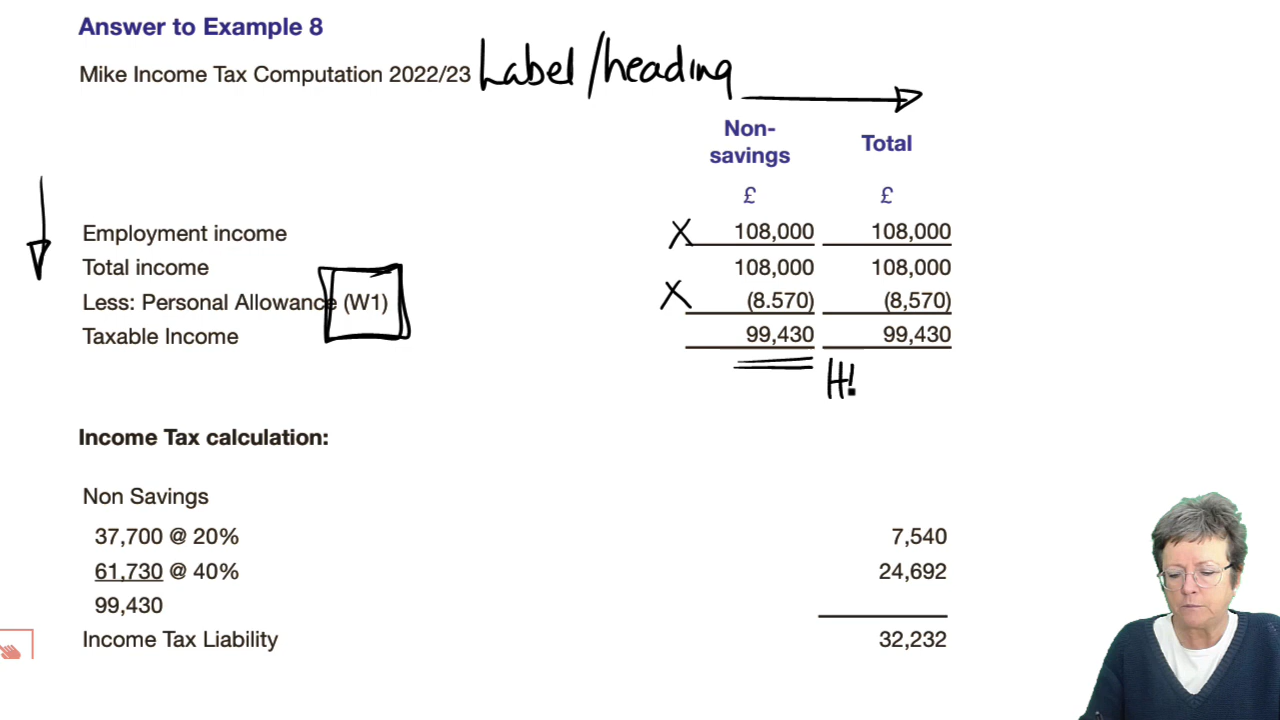 Answer to Example 8
Mike Income Tax Computation 2022/23 Label/heading
Non-savings Total
£ £
Employment income 108,000 108,000
Total income 108,000 108,000
Less: Personal Allowance (W1) (8.570) (8,570)
Taxable Income 99,430 99,430
H!
Income Tax calculation:
Non Savings
37,700 @ 20% 7,540
61,730 @ 40% 24,692
99,430
Income Tax Liability 32,232